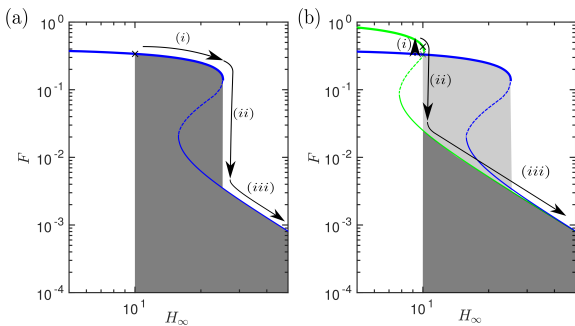 (a)
(b)
10^0
10^-1
10^-2
10^-3
10^-4
F
10^1
H_∞
(i)
(ii)
(iii)
10^0
10^-1
10^-2
10^-3
10^-4
F
10^1
H_∞
(i)
(ii)
(iii)